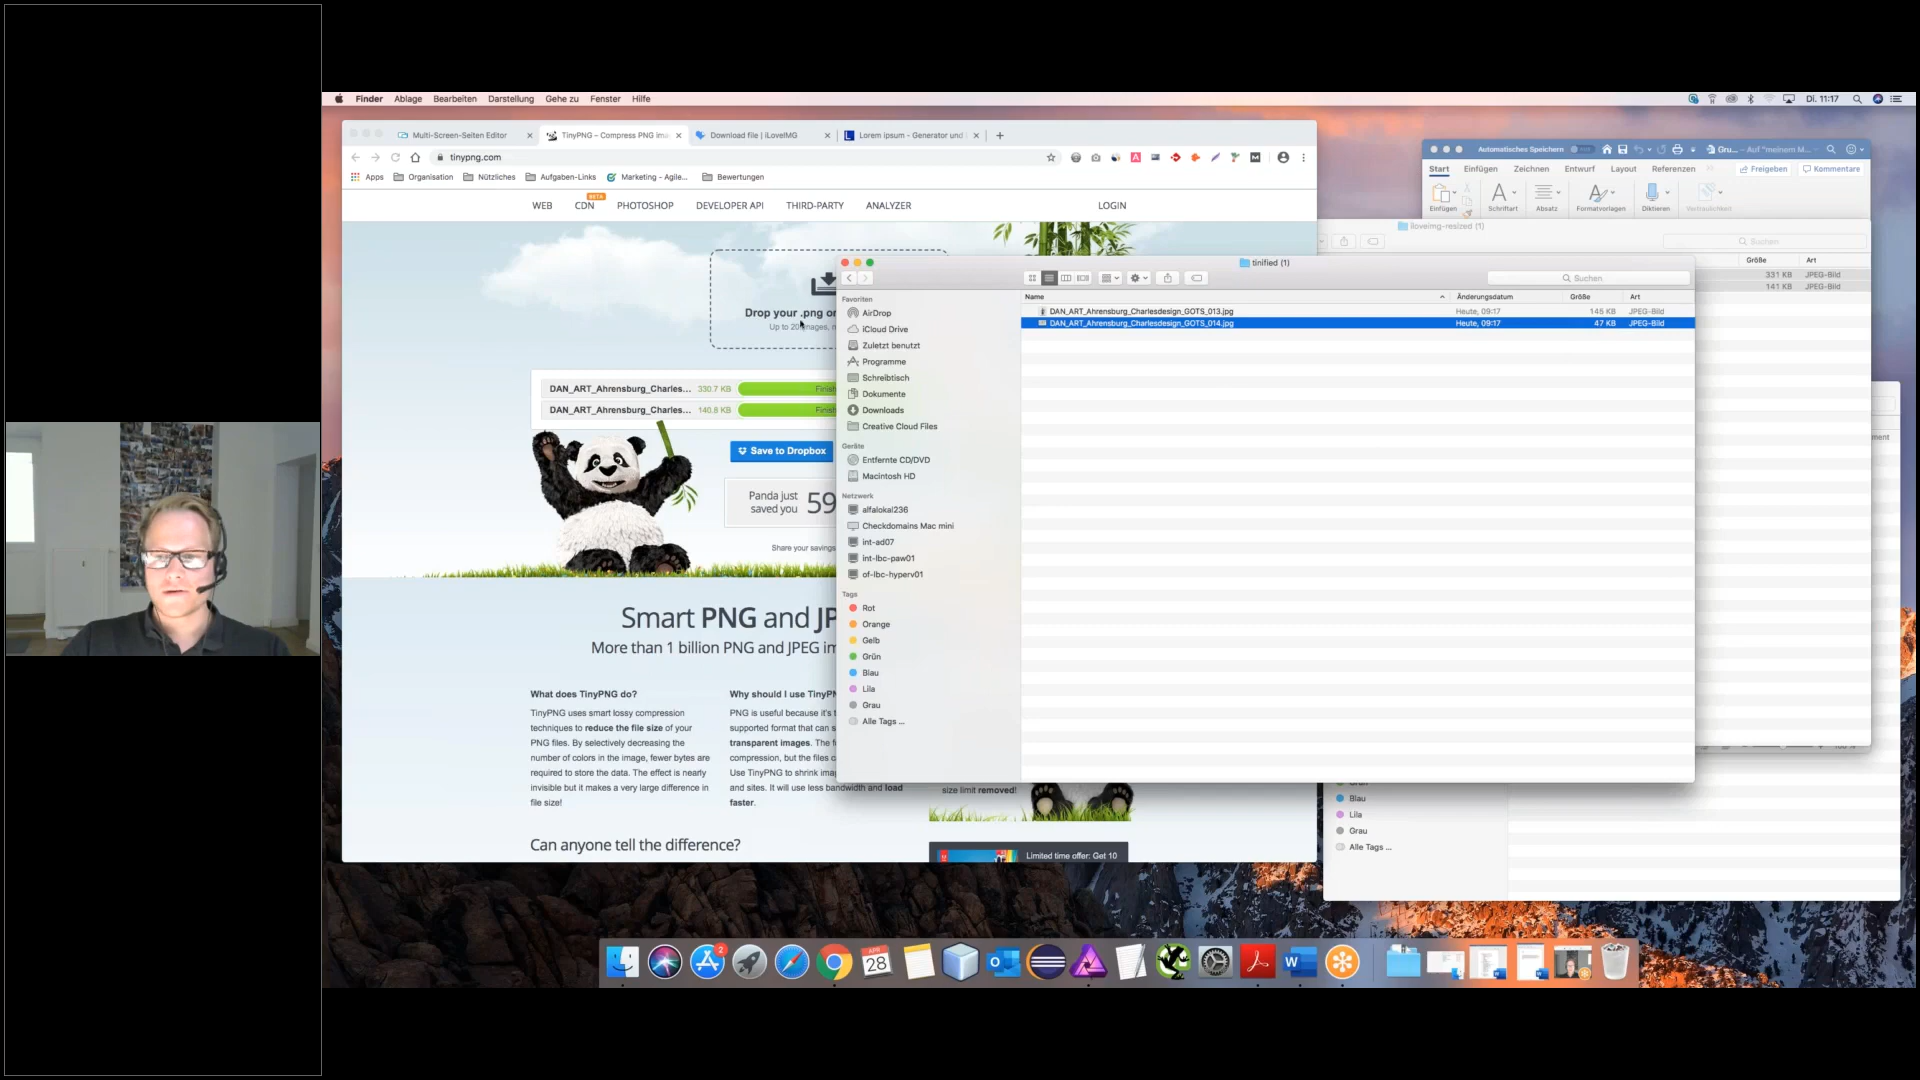 Finder Ablage Bearbeiten Darstellung Gehe zu Fenster Hilfe
Di. 11:17
Multi-Screen-Seiten Editor
TinyPNG – Compress PNG ima
Download file | iLoveIMG
Lorem ipsum - Generator und
tinypng.com
Apps Organisation Nützliches Aufgaben-Links Marketing - Agile... Bewertungen
WEB CDN BETA PHOTOSHOP DEVELOPER API THIRD-PARTY ANALYZER LOGIN
Drop your .png or
DAN_ART_Ahrensburg_Charles... 330.7 KB Finish
DAN_ART_Ahrensburg_Charles... 140.8 KB Finish
Save to Dropbox
Panda just
saved you 59
Share your savings
Smart PNG and JP
More than 1 billion PNG and JPEG im
What does TinyPNG do?
TinyPNG uses smart lossy compression
techniques to reduce the file size of your
PNG files. By selectively decreasing the
number of colors in the image, fewer bytes are
required to store the data. The effect is nearly
invisible but it makes a very large difference in
file size!
Why should I use TinyPN
PNG is useful because it's t
supported format that can s
transparent images. The f
compression, but the files c
Use TinyPNG to shrink ima
and sites. It will use less bandwidth and load
faster.
size limit removed!
Can anyone tell the difference?
Limited time offer: Get 10
tinified (1)
Suchen
Favoriten
AirDrop
iCloud Drive
Zuletzt benutzt
Programme
Schreibtisch
Dokumente
Downloads
Creative Cloud Files
Geräte
Entfernte CD/DVD
Macintosh HD
Netzwerk
alfalokal236
Checkdomains Mac mini
int-ad07
int-lbc-paw01
of-lbc-hyperv01
Tags
Rot
Orange
Gelb
Grün
Blau
Lila
Grau
Alle Tags ...
Name Änderungsdatum Größe Art
DAN_ART_Ahrensburg_Charlesdesign_GOTS_013.jpg Heute, 09:17 145 KB JPEG-Bild
DAN_ART_Ahrensburg_Charlesdesign_GOTS_014.jpg Heute, 09:17 47 KB JPEG-Bild
Automatisches Speichern
Gru... – Auf "meinem M...
Start Einfügen Zeichnen Entwurf Layout Referenzen
Freigeben Kommentare
Einfügen Schriftart Absatz Formatvorlagen Diktieren Vertraulichkeit
iloveimg-resized (1)
Suchen
Größe Art
331 KB JPEG-Bild
141 KB JPEG-Bild
ment
Blau
Lila
Grau
Alle Tags ...
2
APR
28
W